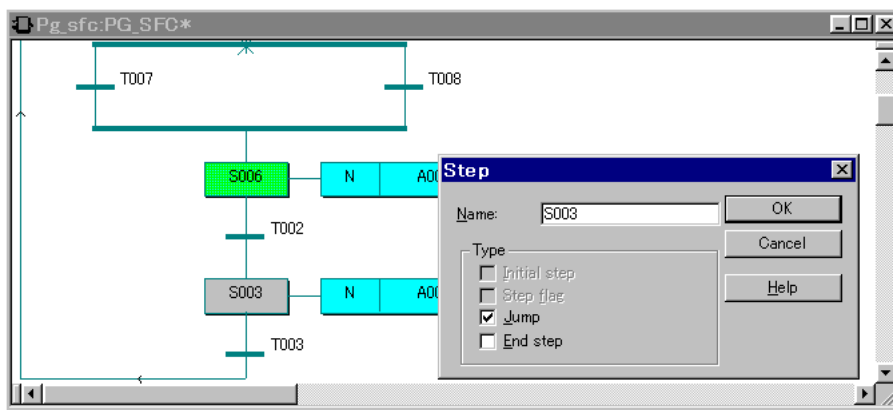 Pg_sfc:PG_SFC*
T007
T008
S006
N
A00
T002
S003
N
A00
T003
Step
Name:
S003
OK
Cancel
Help
Type
Initial step
Step flag
Jump
End step